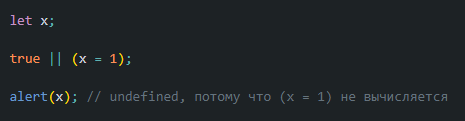 let x;
true || (x = 1);
alert(x); // undefined, потому что (x = 1) не вычисляется